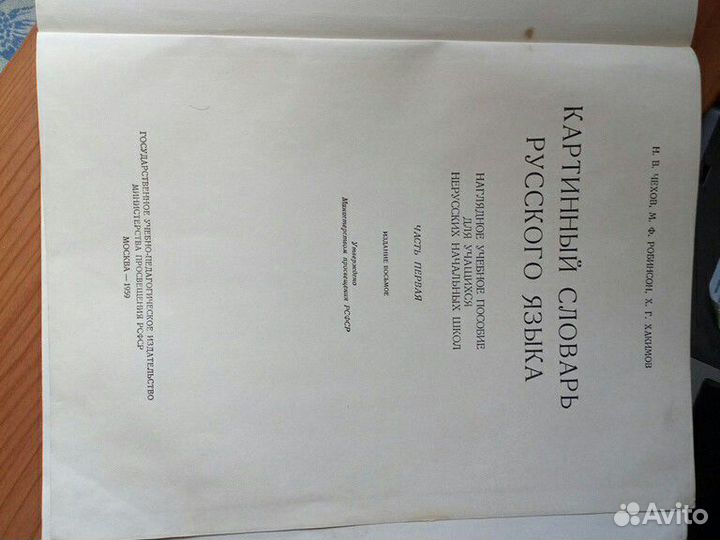 Н. В. ЧЕХОВ, М. Ф. РОБИНСОН, Х. Г. ХАКИМОВ
КАРТИННЫЙ СЛОВАРЬ
РУССКОГО ЯЗЫКА
НАГЛЯДНОЕ УЧЕБНОЕ ПОСОБИЕ
ДЛЯ УЧАЩИХСЯ
НЕРУССКИХ НАЧАЛЬНЫХ ШКОЛ
ЧАСТЬ ПЕРВАЯ
ИЗДАНИЕ ВОСЬМОЕ
Утверждено
Министерством просвещения РСФСР
ГОСУДАРСТВЕННОЕ УЧЕБНО-ПЕДАГОГИЧЕСКОЕ ИЗДАТЕЛЬСТВО
МИНИСТЕРСТВА ПРОСВЕЩЕНИЯ РСФСР
МОСКВА — 1959
Avito